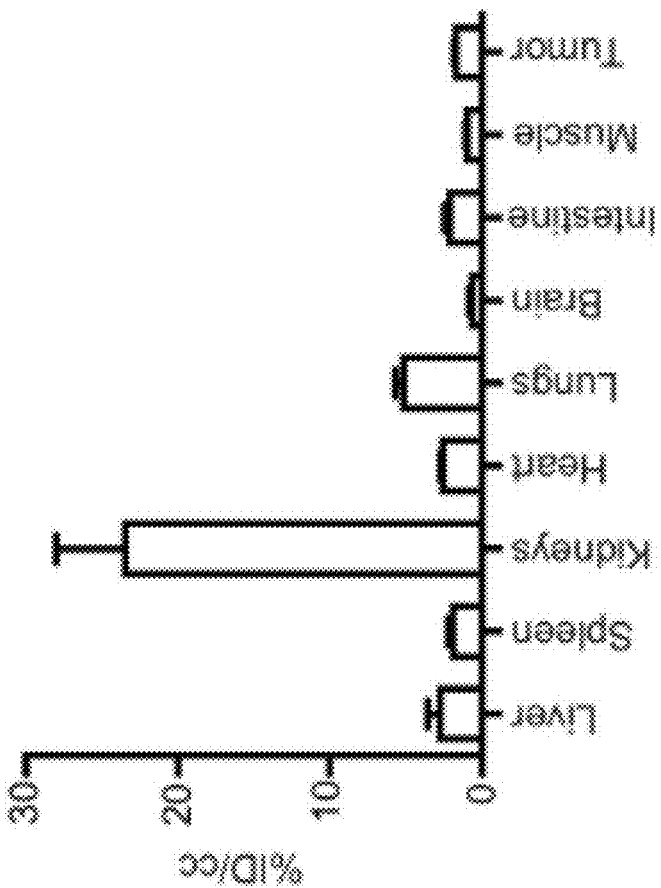 %ID/cc
30
20
10
0
Liver
Spleen
Kidneys
Heart
Lungs
Brain
Intestine
Muscle
Tumor